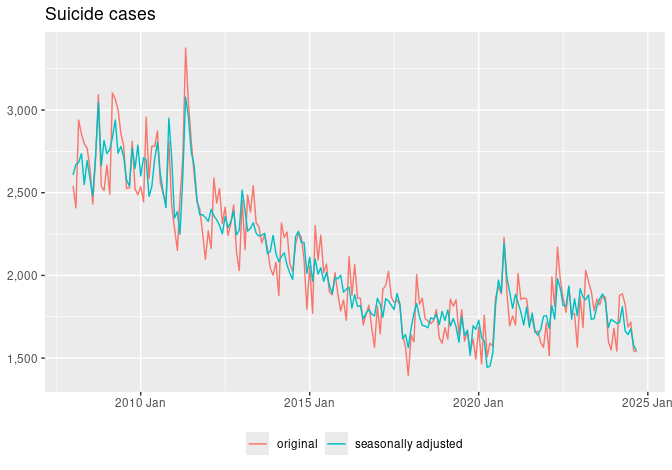 Suicide cases
3,000
2,500
2,000
1,500
2010 Jan
2015 Jan
2020 Jan
2025 Jan
original
seasonally adjusted